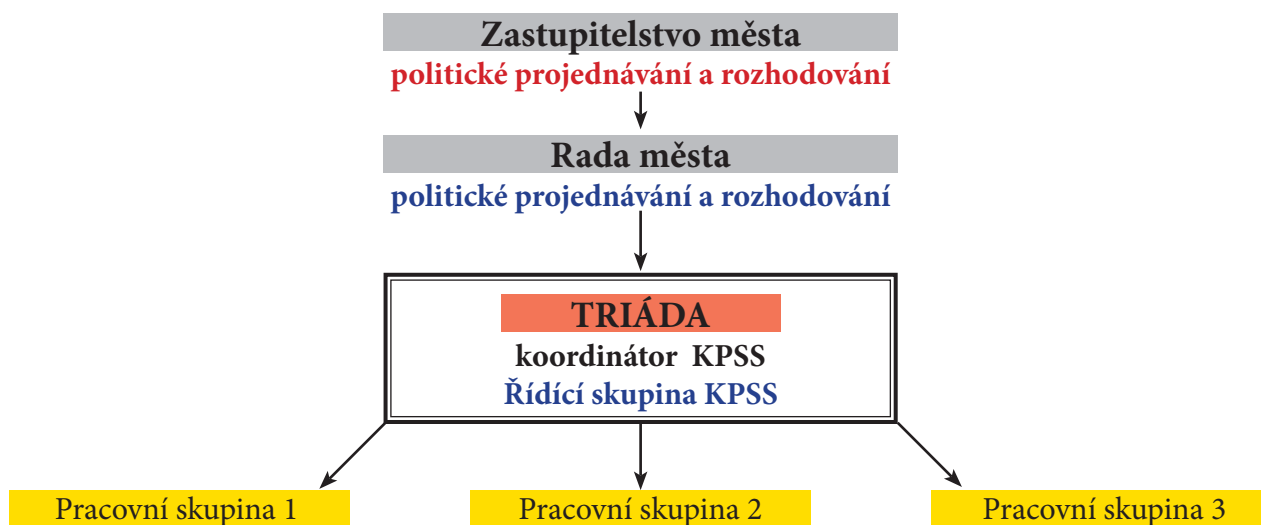 Zastupitelstvo města
politické projednávání a rozhodování
Rada města
politické projednávání a rozhodování
TRIÁDA
koordinátor KPSS
Řídící skupina KPSS
Pracovní skupina 1
Pracovní skupina 2
Pracovní skupina 3